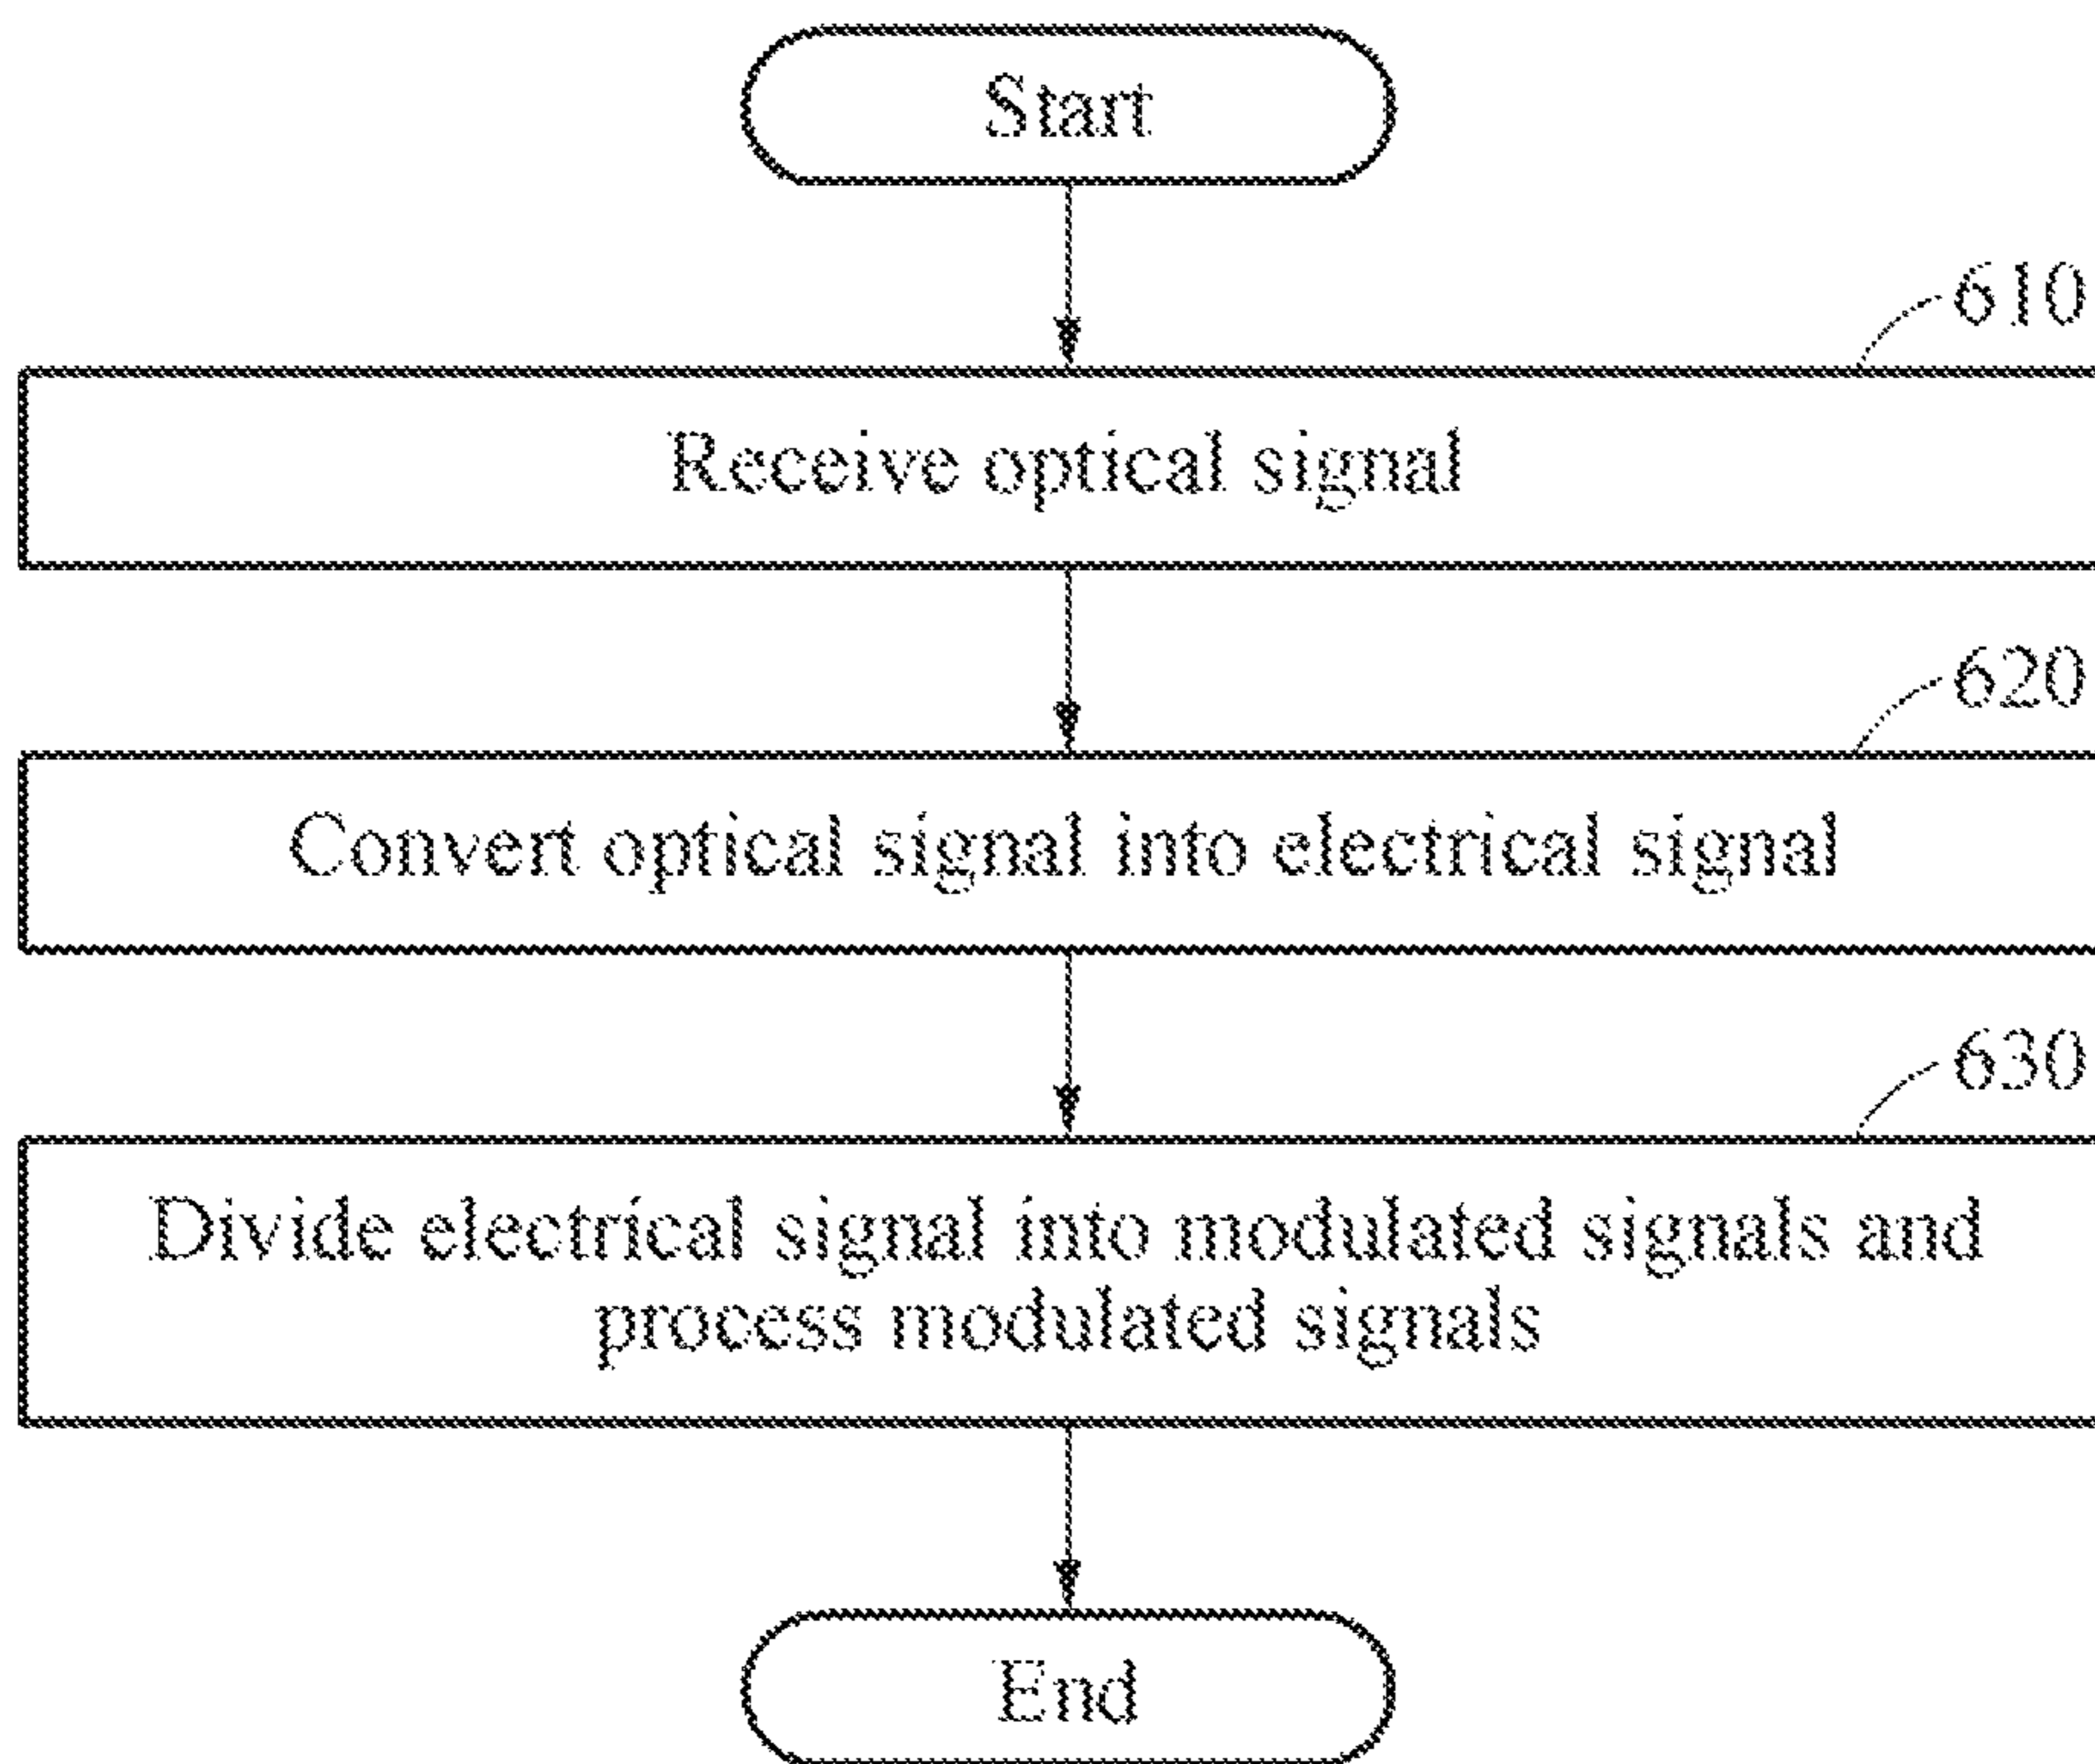 Start
610
Receive optical signal
620
Convert optical signal into electrical signal
630
Divide electrical signal into modulated signals and
process modulated signals
End